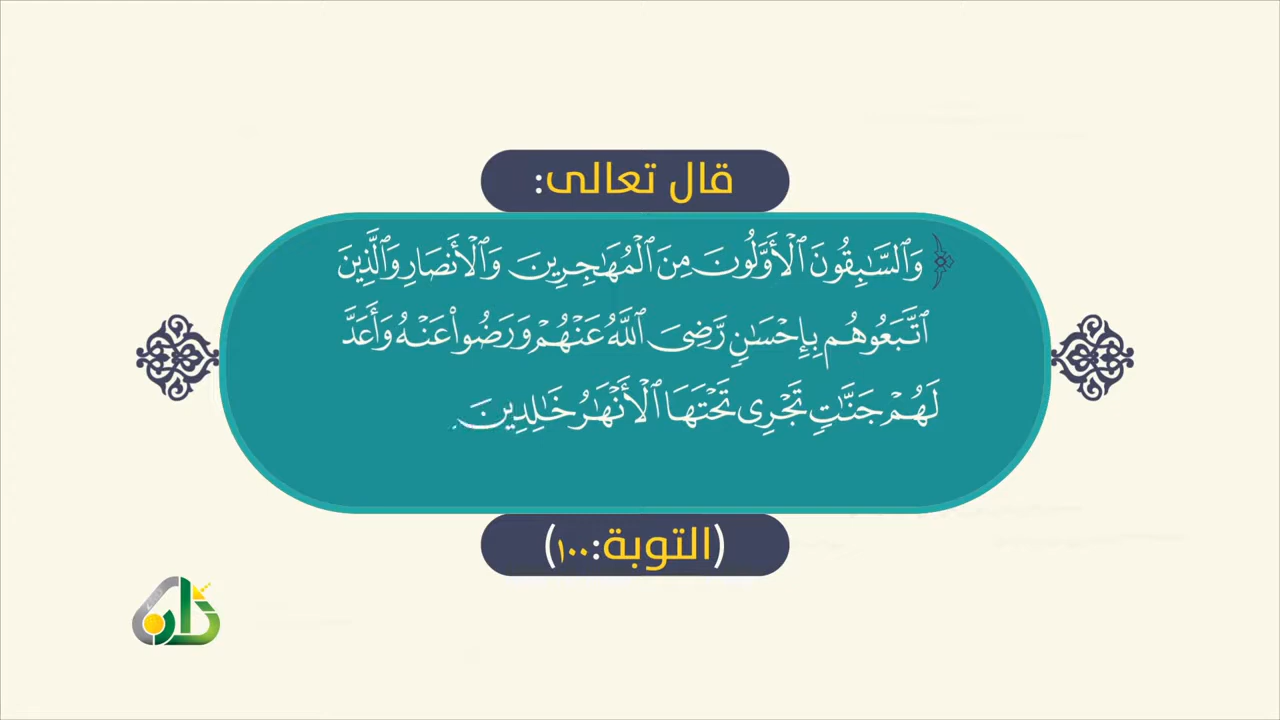 قال تعالى:
﴿وَٱلسَّـٰبِقُونَ ٱلْأَوَّلُونَ مِنَ ٱلْمُهَـٰجِرِينَ وَٱلْأَنصَارِ وَٱلَّذِينَ
ٱتَّبَعُوهُم بِإِحْسَـٰنٍ رَّضِىَ ٱللَّهُ عَنْهُمْ وَرَضُوا۟ عَنْهُ وَأَعَدَّ
لَهُمْ جَنَّـٰتٍ تَجْرِى تَحْتَهَا ٱلْأَنْهَـٰرُ خَـٰلِدِينَ
(التوبة:١٠٠)